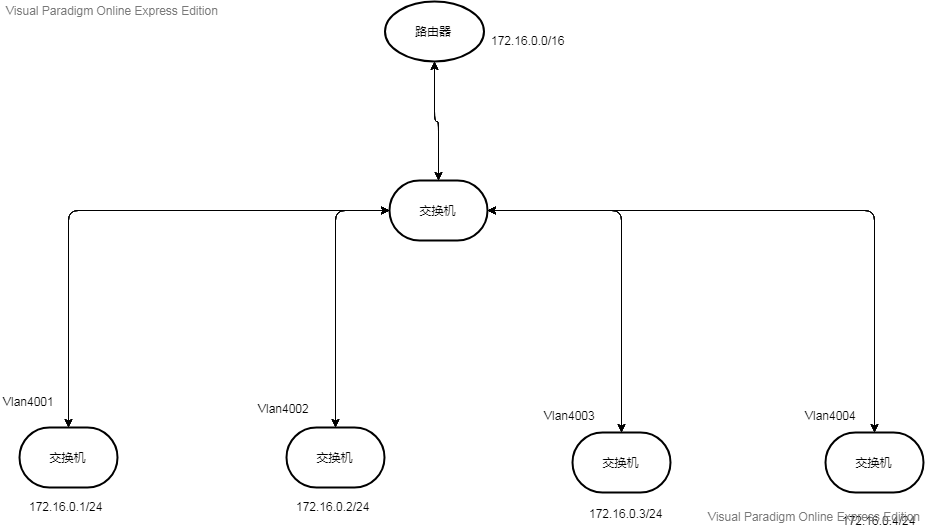 Visual Paradigm Online Express Edition
路由器
172.16.0.0/16
交换机
Vlan4001
Vlan4002
Vlan4003
Vlan4004
交换机
交换机
交换机
交换机
172.16.0.1/24
172.16.0.2/24
172.16.0.3/24
172.16.0.4/24
Visual Paradigm Online Express Edition